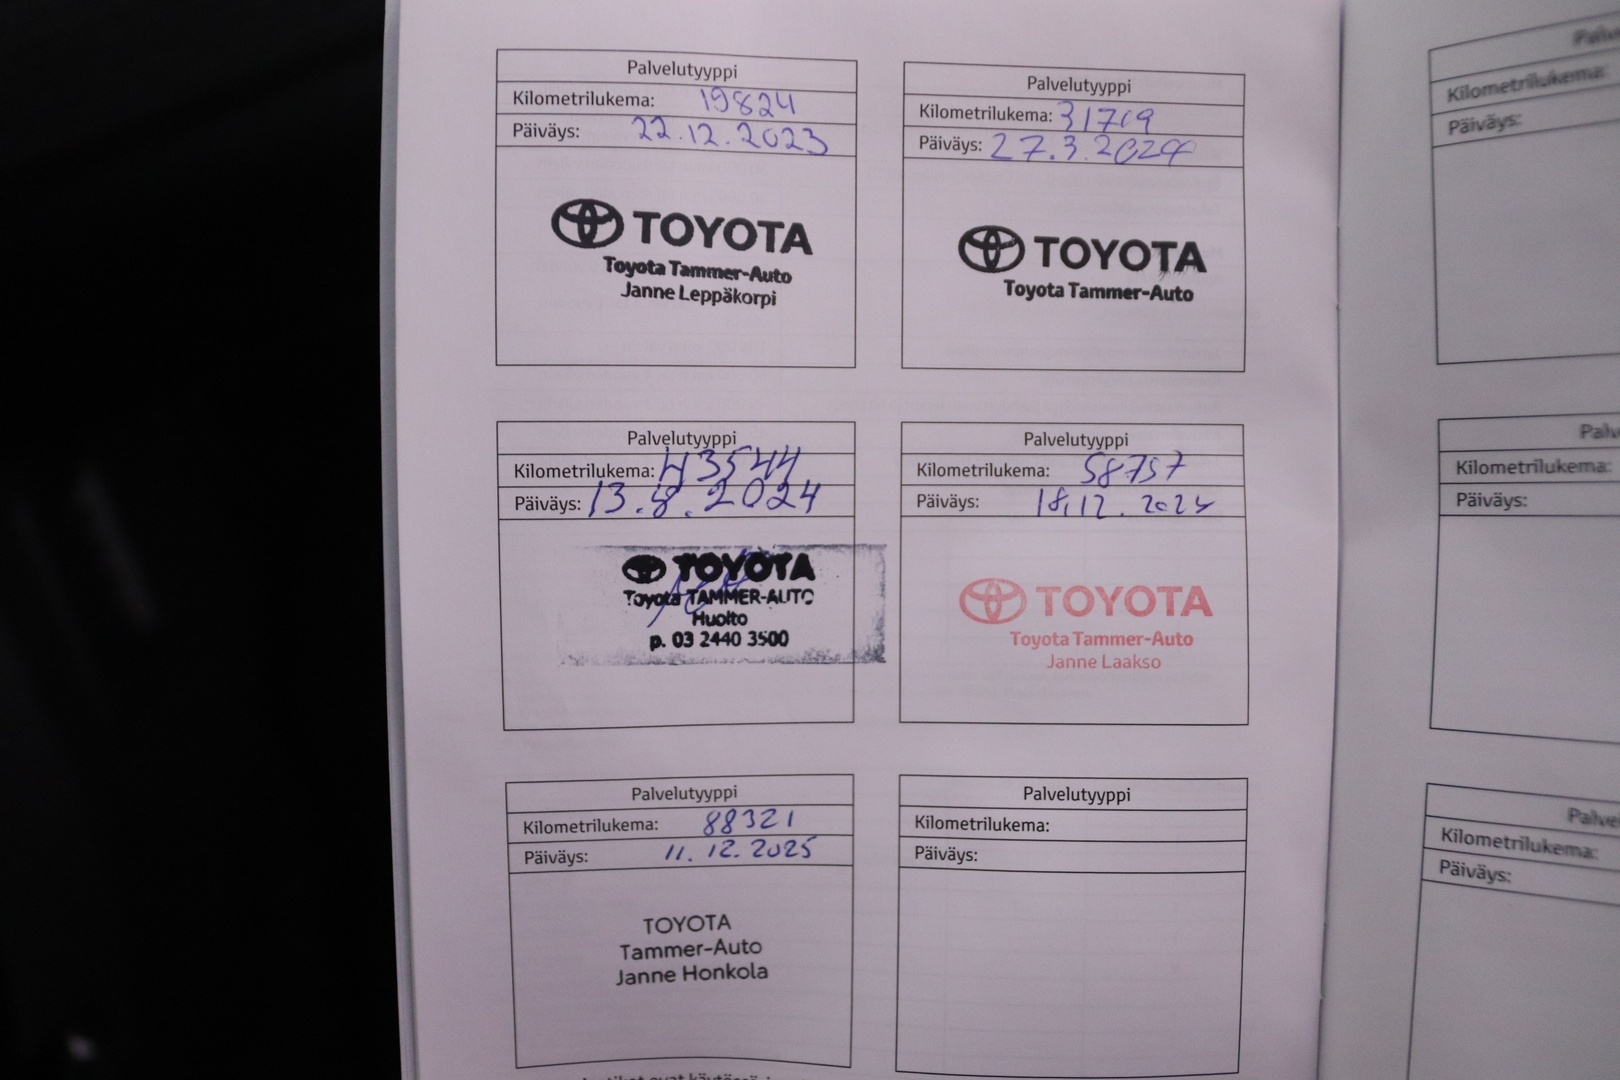 Palvelutyyppi
Kilometrilukema: 19824
Päiväys: 22.12.2023
TOYOTA
Toyota Tammer-Auto
Janne Leppäkorpi
Palvelutyyppi
Kilometrilukema: 31709
Päiväys: 27.3.2024
TOYOTA
Toyota Tammer-Auto
Palvelutyyppi
Kilometrilukema: 43544
Päiväys: 13.8.2024
TOYOTA
Toyota TAMMER-AUTO
Huolto
p. 03 2440 3500
Palvelutyyppi
Kilometrilukema: 58757
Päiväys: 18.12.2024
TOYOTA
Toyota Tammer-Auto
Janne Laakso
Palvelutyyppi
Kilometrilukema: 88321
Päiväys: 11.12.2025
TOYOTA
Tammer-Auto
Janne Honkola
Palvelutyyppi
Kilometrilukema:
Päiväys:
Kilometrilukema:
Päiväys:
Kilometrilukema:
Päiväys:
Kilometrilukema:
Päiväys: